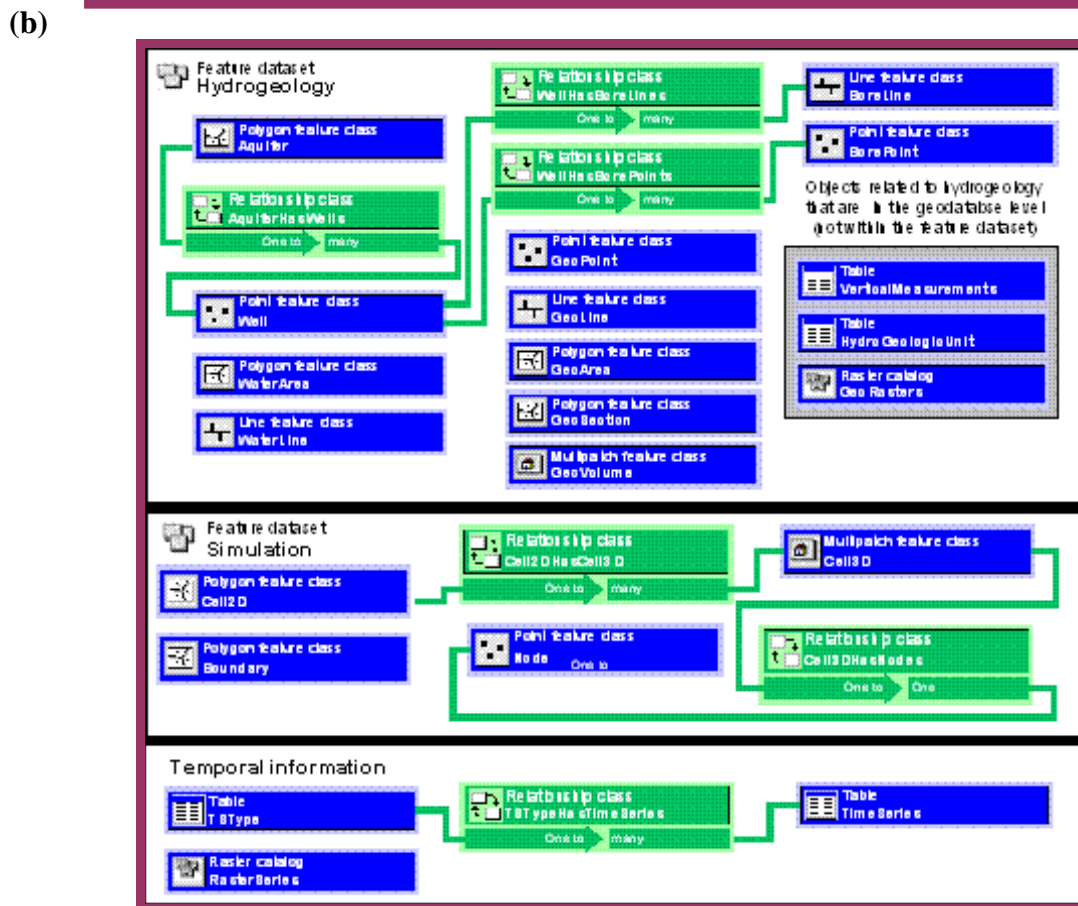 (b)
Feature dataset
Hydrogeology
Polygon feature class
Aquifer
Relationship class
AquiferHasWells
One to many
Point feature class
Well
Polygon feature class
WaterArea
Line feature class
WaterLine
Relationship class
WellHasBoreLines
One to many
Relationship class
WellHasBorePoints
One to many
Point feature class
GeoPoint
Line feature class
GeoLine
Polygon feature class
GeoArea
Polygon feature class
GeoSection
Multipatch feature class
GeoVolume
Line feature class
BoreLine
Point feature class
BorePoint
Objects related to hydrogeology
that are in the geodatabse level
(not within the feature dataset)
Table
VerticalMeasurements
Table
HydroGeologicUnit
Raster catalog
GeoRasters
Feature dataset
Simulation
Polygon feature class
Cell2D
Polygon feature class
Boundary
Relationship class
Cell2DHasCell3D
One to many
Point feature class
Node
One to
Multipatch feature class
Cell3D
Relationship class
Cell3DHasNodes
One to One
Temporal information
Table
TSType
Raster catalog
RasterSeries
Relationship class
TSTypeHasTimeSeries
One to many
Table
TimeSeries